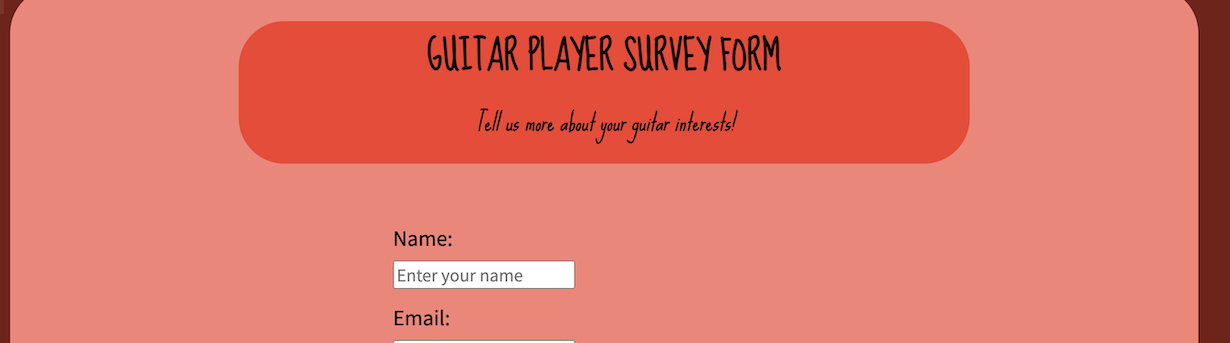 GUITAR PLAYER SURVEY FORM
Tell us more about your guitar interests!
Name:
Enter your name
Email: